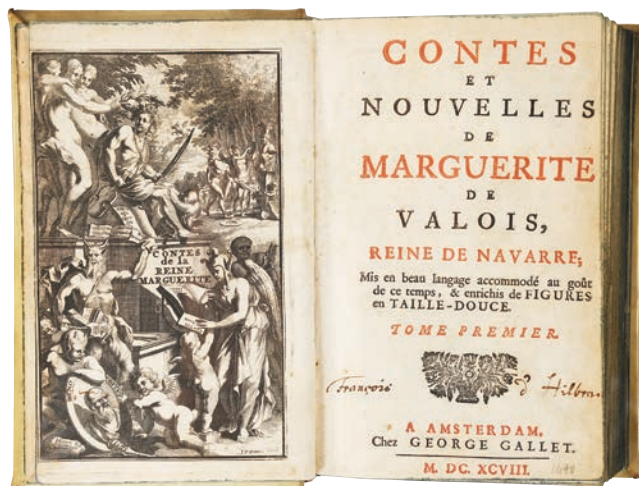 CONTES
de la
REINE
MARGUERITE
CONTES
ET
NOUVELLES
DE
MARGUERITE
DE
VALOIS,
REINE DE NAVARRE;
Mis en beau langage accommodé au goût
de ce temps, & enrichis de FIGURES
en TAILLE-DOUCE.
TOME PREMIER
François d'Hilbran
A AMSTERDAM,
Chez GEORGE GALLET.
M. DC. XCVIII.
1698